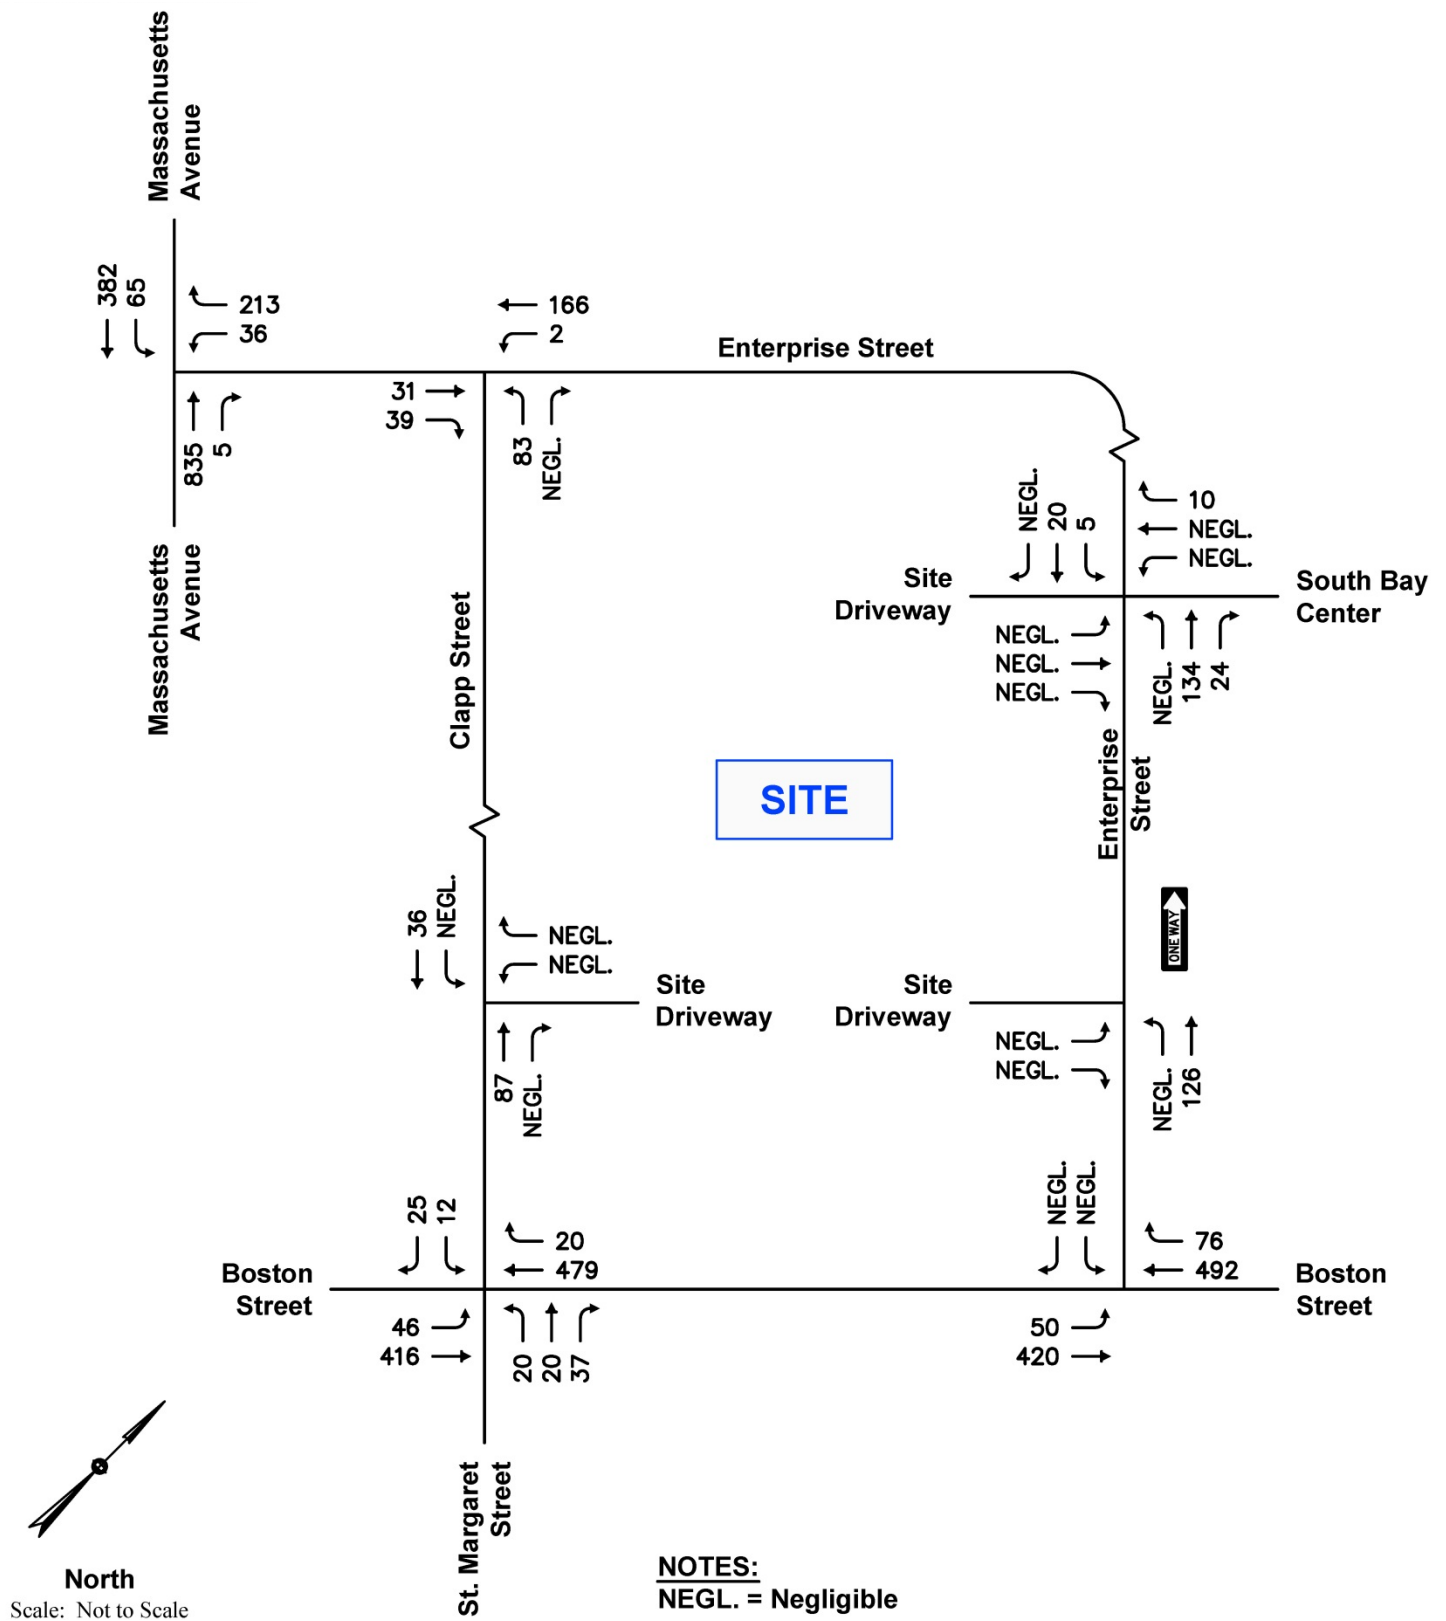 Massachusetts
Avenue
382
65
213
36
166
2
Enterprise Street
31
39
835
5
83
NEGL.
NEGL.
20
5
10
NEGL.
NEGL.
Massachusetts
Avenue
Clapp Street
Site
Driveway
South Bay
Center
NEGL.
NEGL.
NEGL.
NEGL.
134
24
Enterprise
Street
SITE
36
NEGL.
NEGL.
NEGL.
ONE WAY
Site
Driveway
Site
Driveway
87
NEGL.
NEGL.
NEGL.
NEGL.
126
25
12
20
479
NEGL.
NEGL.
76
492
Boston
Street
Boston
Street
46
416
20
20
37
50
420
St. Margaret
Street
North
Scale: Not to Scale
NOTES:
NEGL. = Negligible